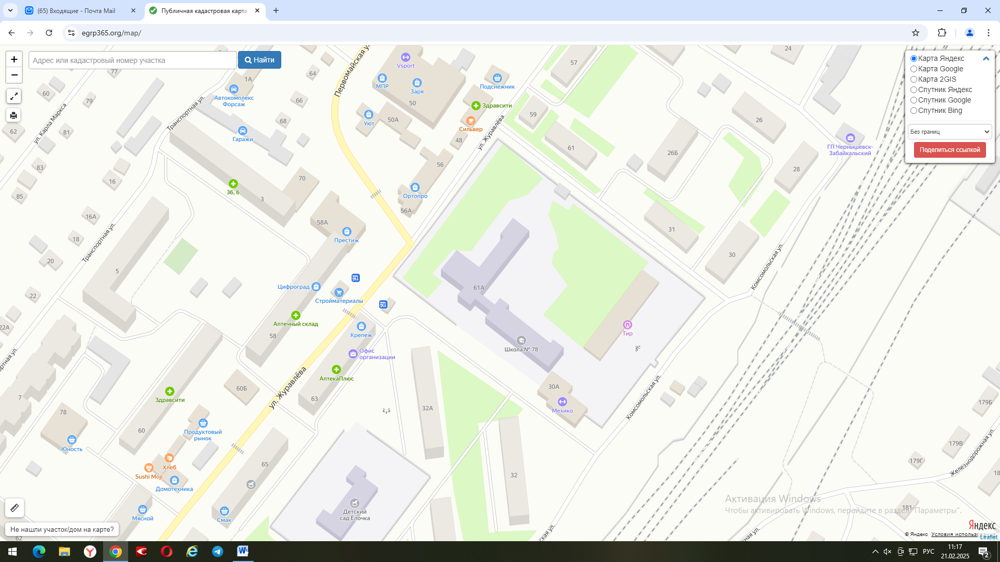 (65) Входящие - Почта Mail
Публичная кадастровая карта
egrp365.org/map/
Адрес или кадастровый номер участка
Найти
Карта Яндекс
Карта Google
Карта 2GIS
Спутник Яндекс
Спутник Google
Спутник Bing
Без границ
Поделиться ссылкой
Vsport
МПР
Заря
50
Подснежник
57
24
77
1А
64
60
79
Автокомплекс
Форсаж
66
Первомайская ул.
Здравсити
Уют
50А
Сильвер
59
26
ул. Карла Маркса
Транспортная ул.
68
62
81
Гаражи
48
ул. Журавлёва
61
26Б
ГП Чернышевск-
Забайкальский
83
56
28
16
70
36,6
3
Ортопро
85
56А
16А
58А
31
Престиж
18
Транспортная ул.
30
20
5
Комсомольская ул.
Цифроград
61А
22
Стройматериалы
Аптечный склад
22А
58
Крепеж
Тир
Школа № 78
Офис
организации
АптекаПлюс
ул. Журавлёва
60Б
63
30А
Комсомольская ул.
Здравсити
7
32А
Мехико
179Б
78
60
Продуктовый
рынок
Юность
179В
65
179Г
Железнодорожная ул.
Хлеб
Sushi Moji
32
18
Домотехника
Детский
сад Ёлочка
181
Мясной
Смак
62
Активация Windows
Чтобы активировать Windows, перейдите в раздел "Параметры".
Не нашли участок/дом на карте?
Яндекс
© Яндекс Условия использования
Leaflet
РУС
11:17
21.02.2025
2